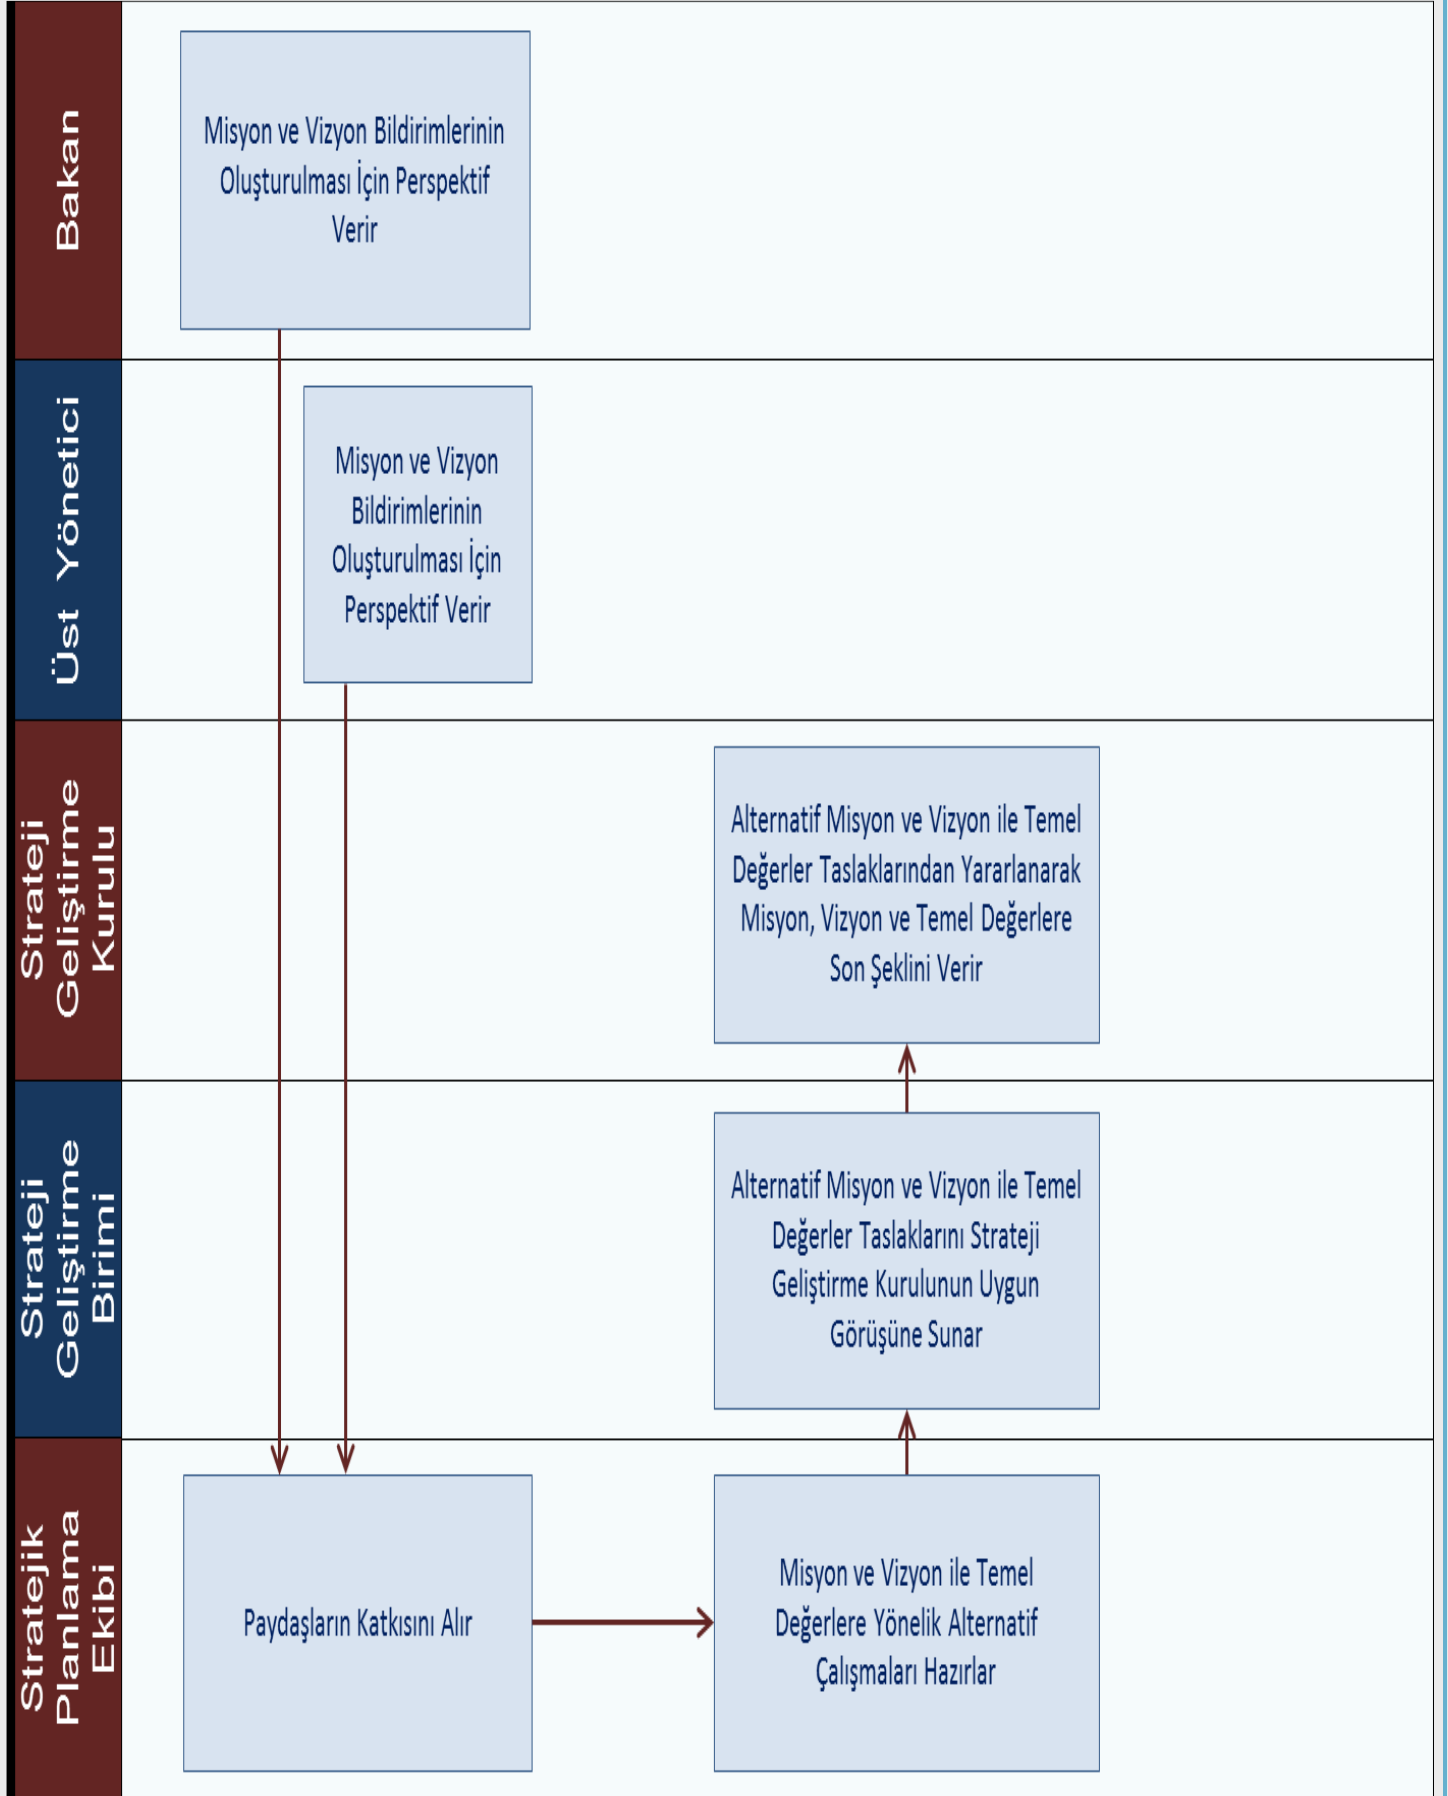 Bakan
Misyon ve Vizyon Bildirimlerinin
Oluşturulması İçin Perspektif
Verir
Üst Yönetici
Misyon ve Vizyon
Bildirimlerinin
Oluşturulması İçin
Perspektif Verir
Strateji
Geliştirme
Kurulu
Alternatif Misyon ve Vizyon ile Temel
Değerler Taslaklarından Yararlanarak
Misyon, Vizyon ve Temel Değerlere
Son Şeklini Verir
Strateji
Geliştirme
Birimi
Alternatif Misyon ve Vizyon ile Temel
Değerler Taslaklarını Strateji
Geliştirme Kurulunun Uygun
Görüşüne Sunar
Stratejik
Planlama
Ekibi
Paydaşların Katkısını Alır
Misyon ve Vizyon ile Temel
Değerlere Yönelik Alternatif
Çalışmaları Hazırlar